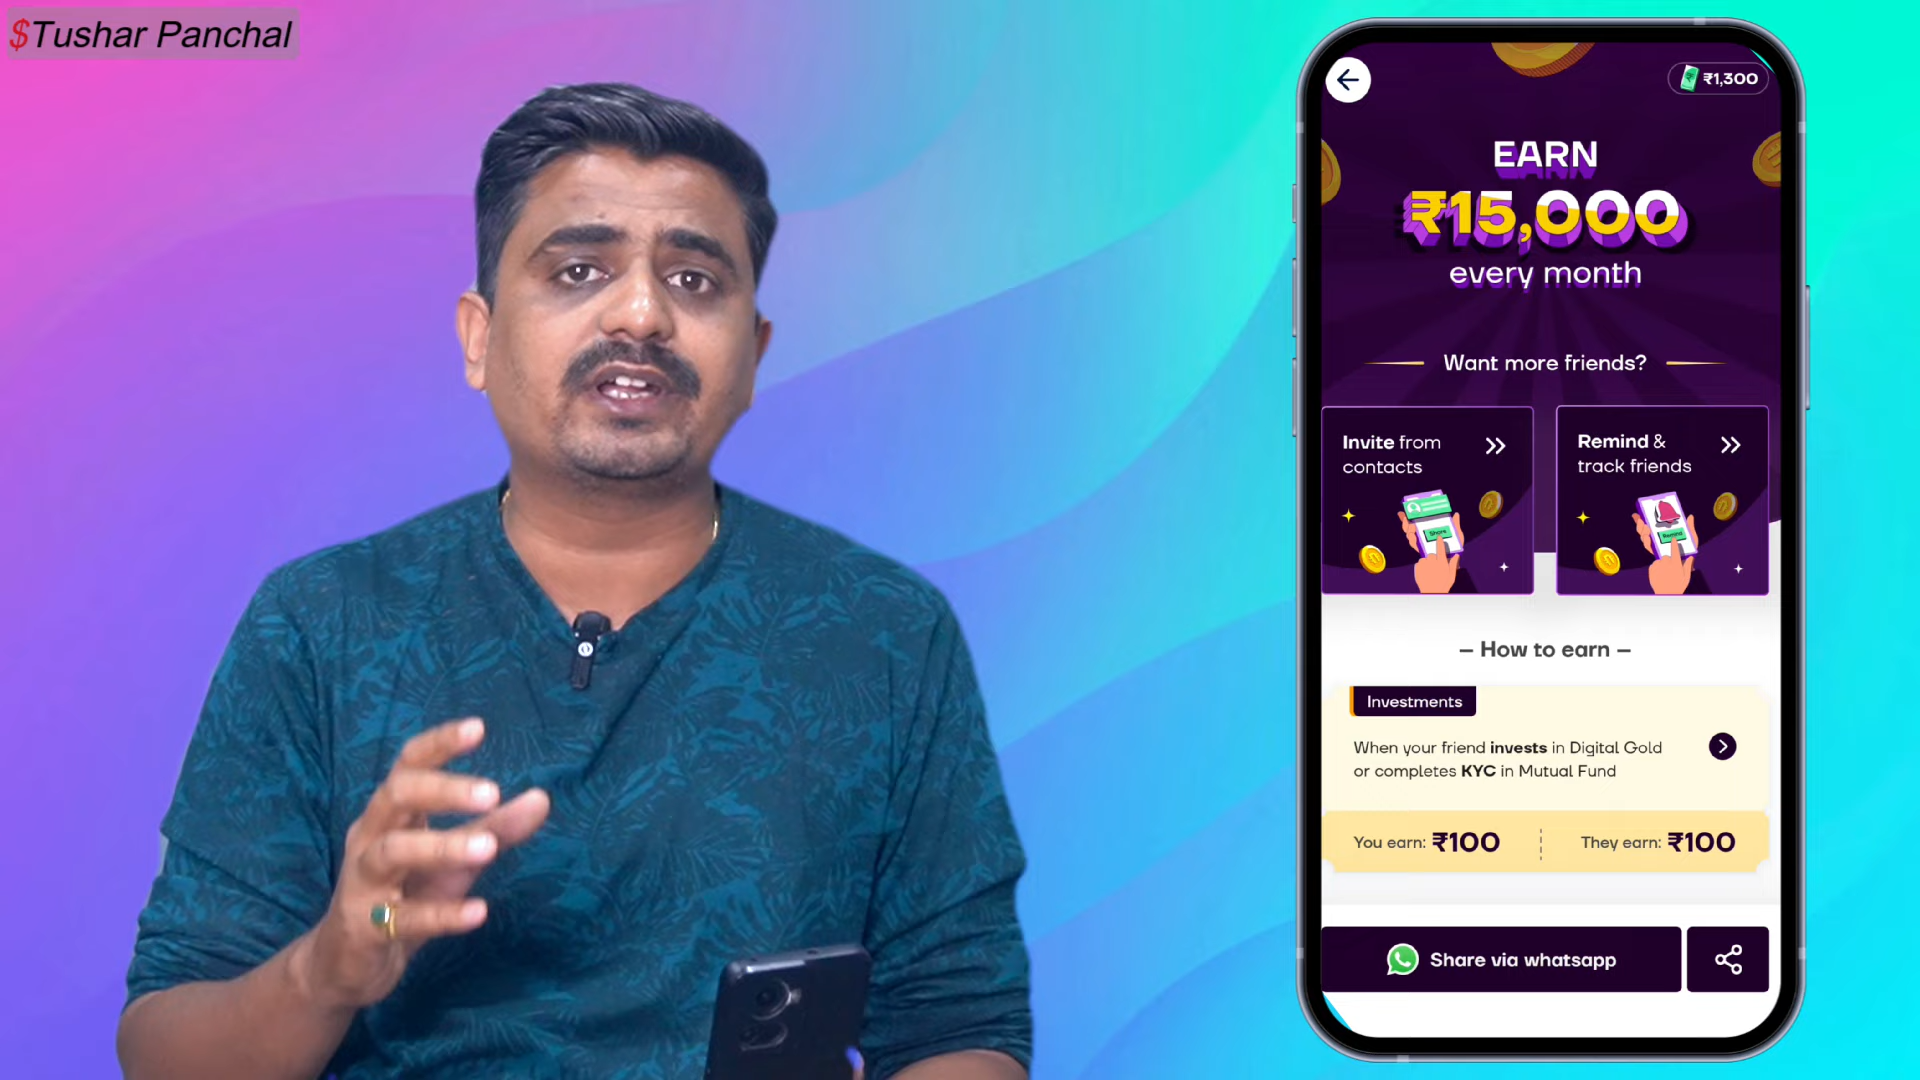 $Tushar Panchal
₹1,300
EARN
₹15,000
every month
Want more friends?
Invite from
contacts
Remind &
track friends
Share
Remind
– How to earn –
Investments
When your friend invests in Digital Gold
or completes KYC in Mutual Fund
You earn: ₹100
They earn: ₹100
Share via whatsapp